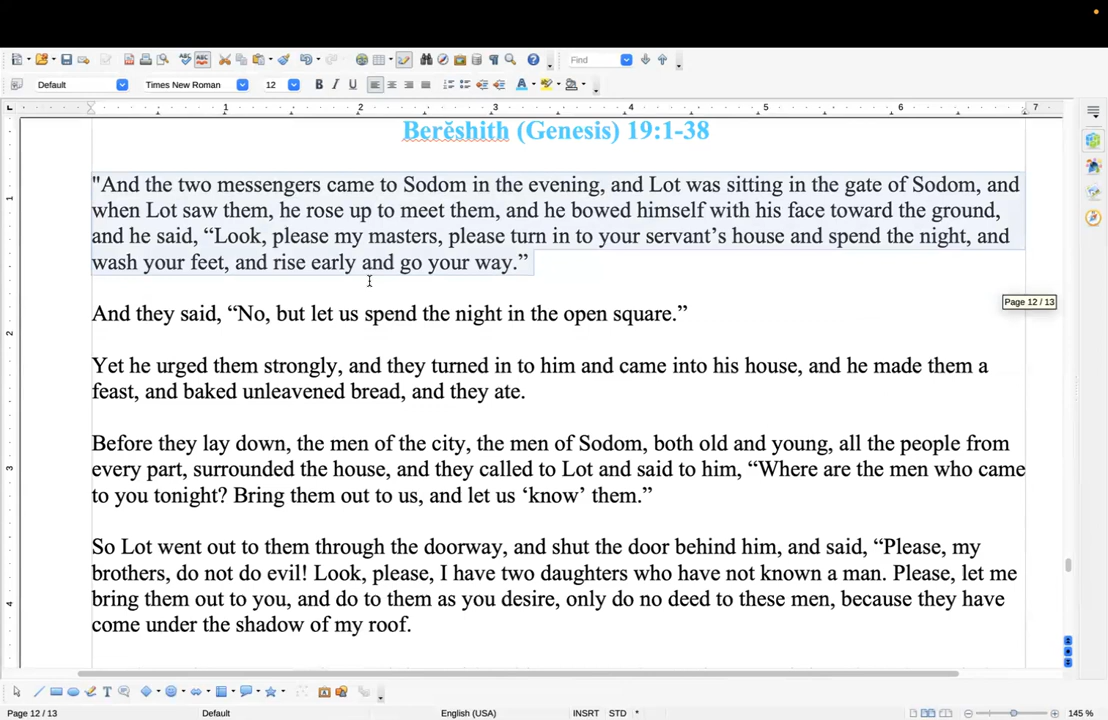 Find
Default
Times New Roman
12
B I U
1 2 3 4 5 6 7
Berĕshith (Genesis) 19:1-38
"And the two messengers came to Sodom in the evening, and Lot was sitting in the gate of Sodom, and
when Lot saw them, he rose up to meet them, and he bowed himself with his face toward the ground,
and he said, “Look, please my masters, please turn in to your servant’s house and spend the night, and
wash your feet, and rise early and go your way.”
Page 12 / 13
And they said, “No, but let us spend the night in the open square.”
Yet he urged them strongly, and they turned in to him and came into his house, and he made them a
feast, and baked unleavened bread, and they ate.
Before they lay down, the men of the city, the men of Sodom, both old and young, all the people from
every part, surrounded the house, and they called to Lot and said to him, “Where are the men who came
to you tonight? Bring them out to us, and let us ‘know’ them.”
So Lot went out to them through the doorway, and shut the door behind him, and said, “Please, my
brothers, do not do evil! Look, please, I have two daughters who have not known a man. Please, let me
bring them out to you, and do to them as you desire, only do no deed to these men, because they have
come under the shadow of my roof.
Page 12 / 13
Default
English (USA)
INSRT
STD
*
145 %